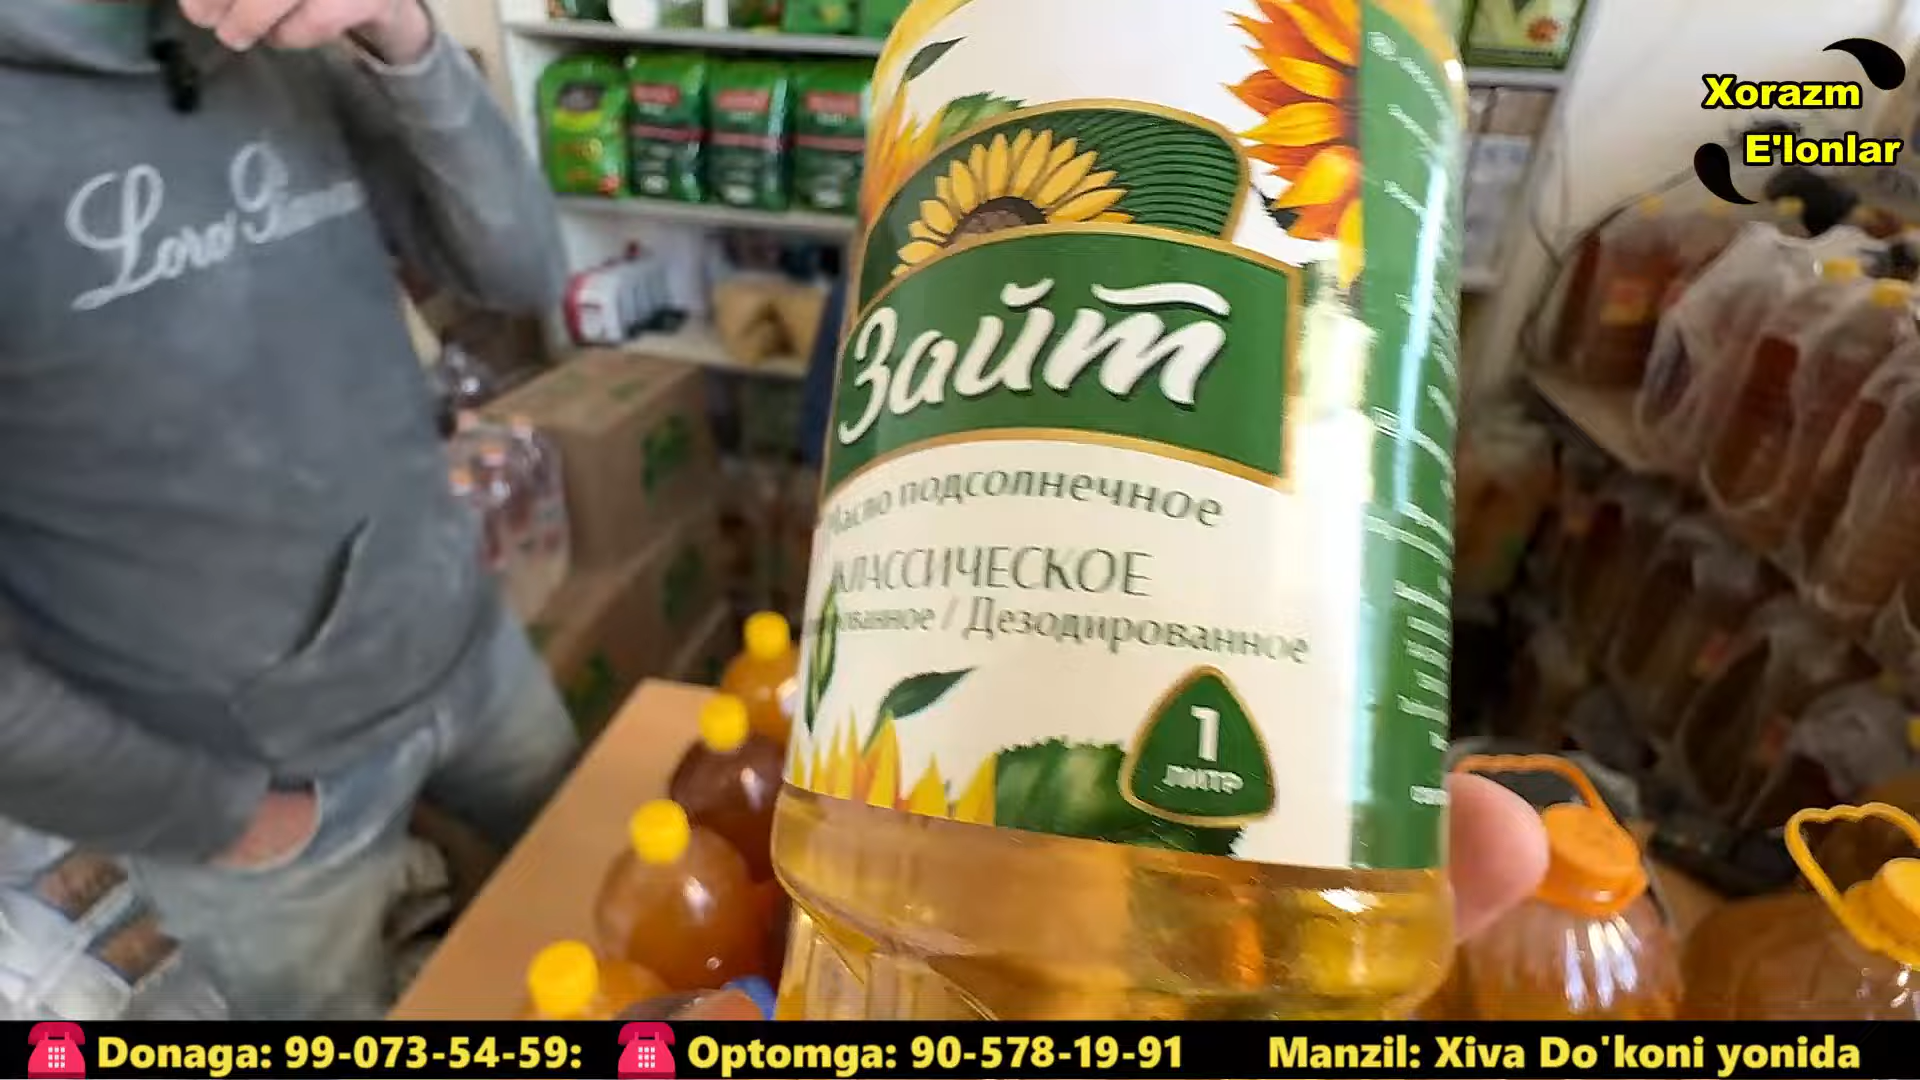 Xorazm
E'lonlar
Loro
Зайт
Масло подсолнечное
КЛАССИЧЕСКОЕ
/ Дезодированное
1
литр
Donaga: 99-073-54-59:
Optomga: 90-578-19-91
Manzil: Xiva Do'koni yonida